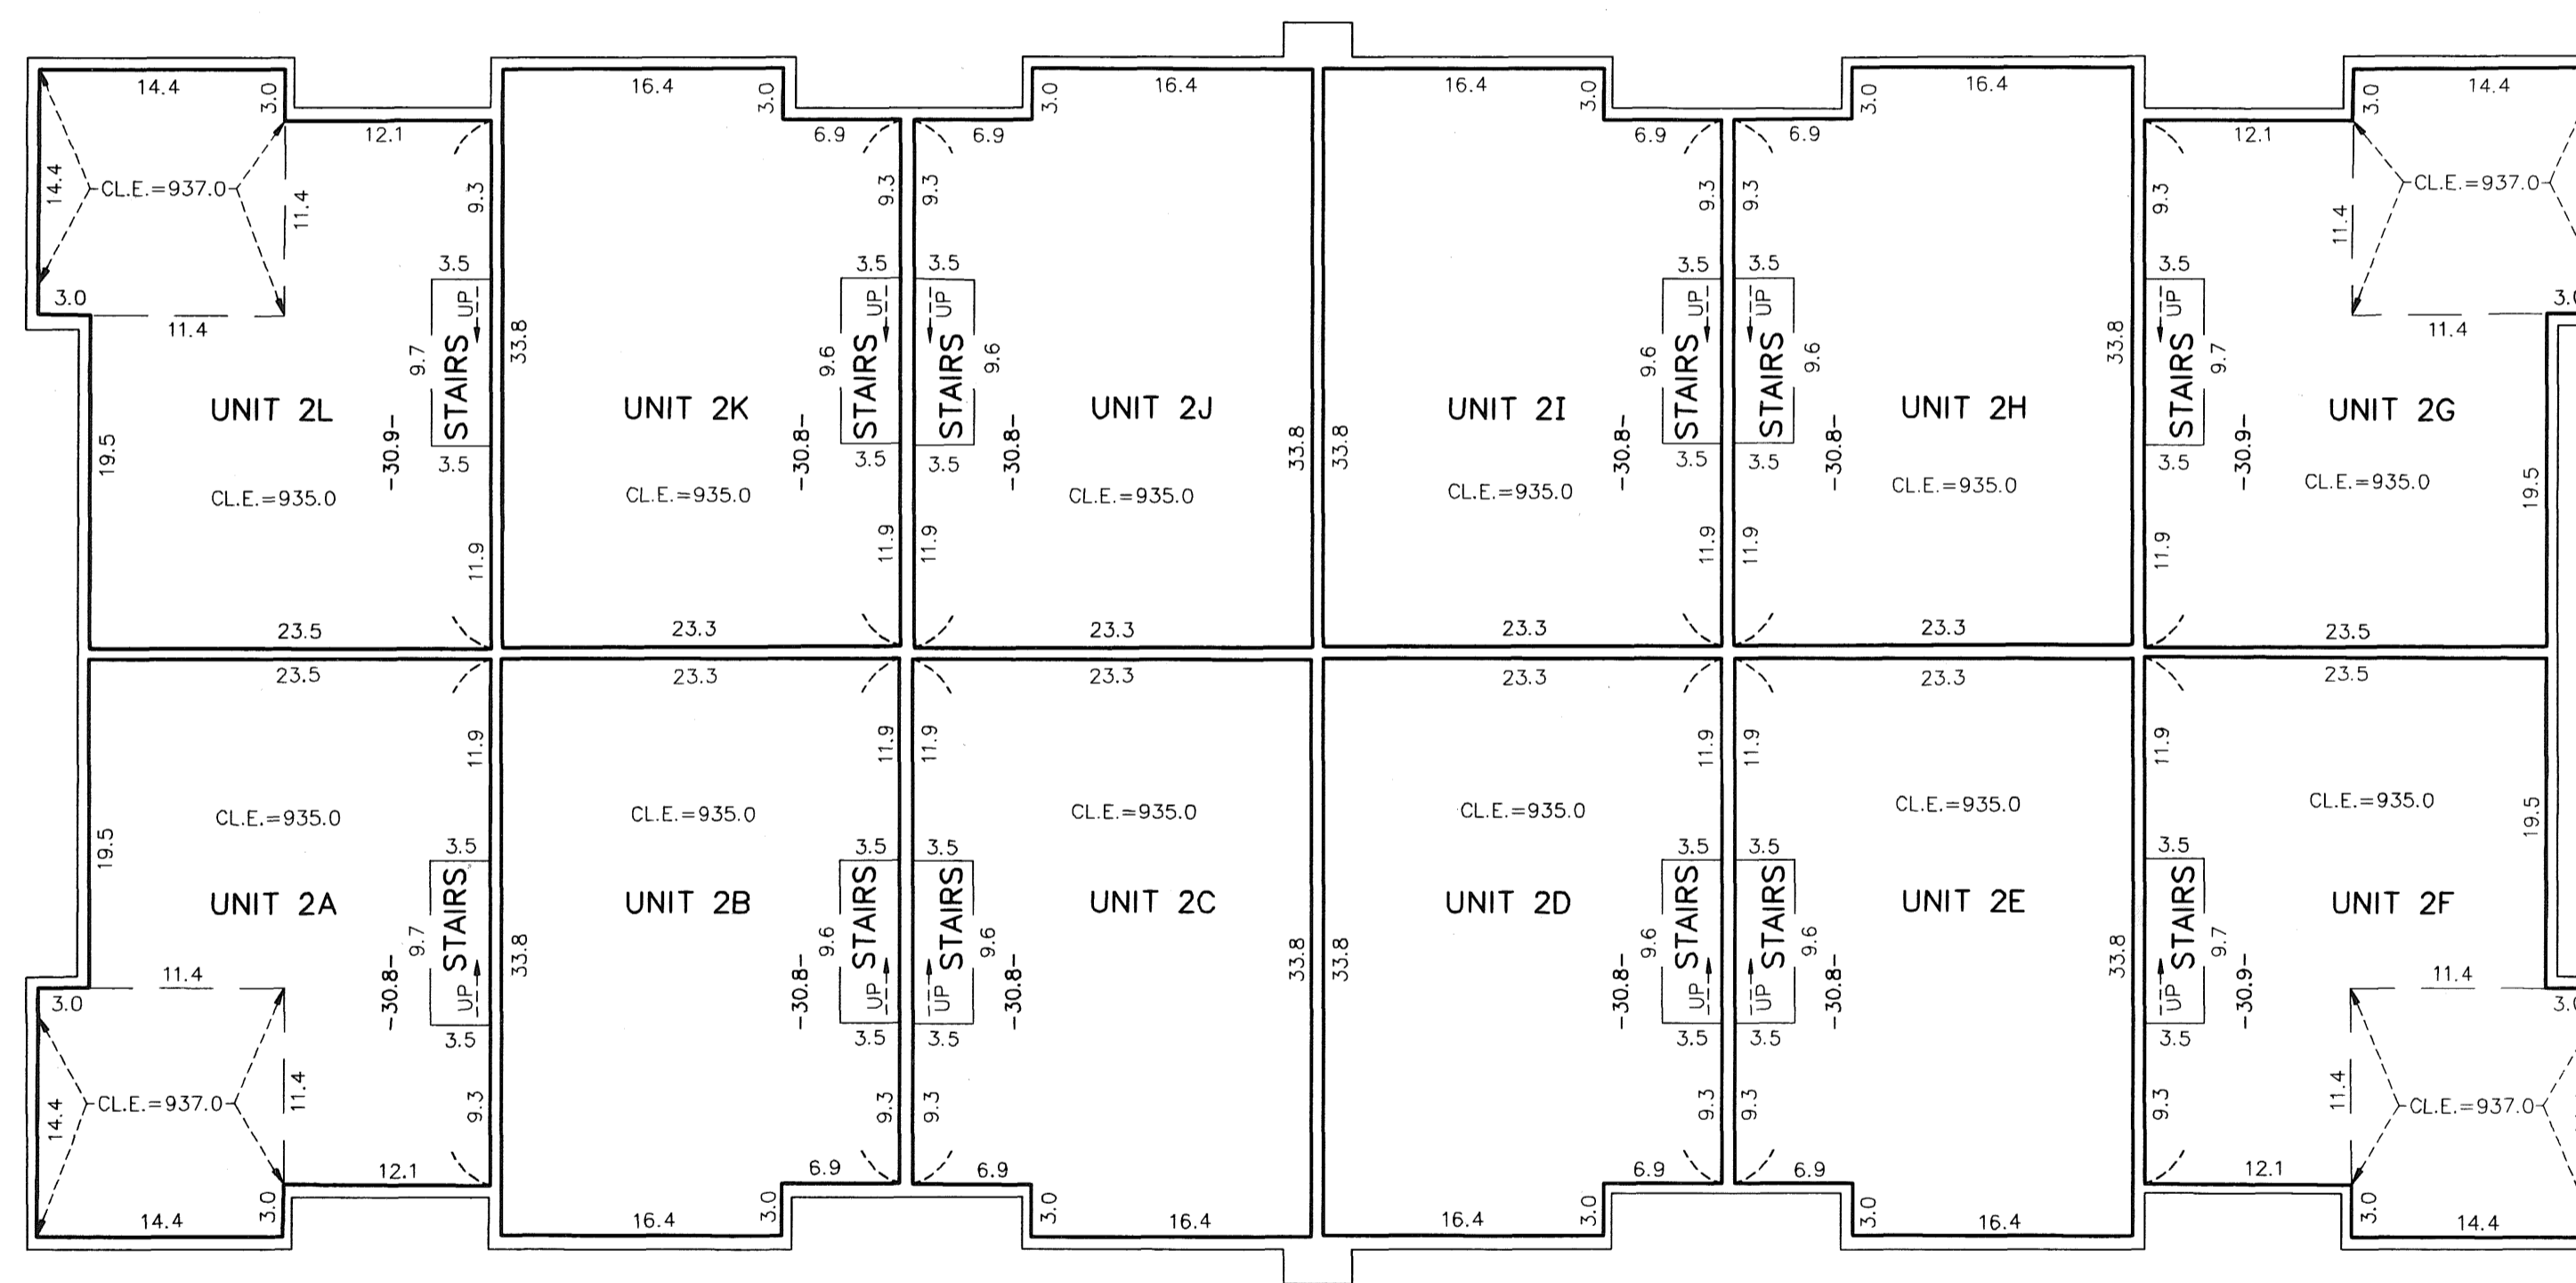 14.4 3.0 16.4 3.0 3.0 16.4 16.4 3.0 3.0 16.4 3.0 14.4
12.1 6.9 6.9 6.9 6.9 12.1
14.4 CL.E.=937.0 11.4 9.3 9.3 9.3 9.3 9.3 9.3 11.4 CL.E.=937.0
3.5 3.5 3.5 3.5 3.5 3.5
3.0 11.4 UP UP UP UP UP UP 11.4
9.7 STAIRS 33.8 9.6 STAIRS STAIRS 9.6 9.6 STAIRS STAIRS 9.6 33.8 STAIRS 9.7
UNIT 2L UNIT 2K UNIT 2J UNIT 2I UNIT 2H UNIT 2G
19.5 -30.9- -30.8- -30.8- 33.8 33.8 -30.8- -30.8- -30.9- 19.5
3.5 3.5 3.5 3.5 3.5 3.5
CL.E.=935.0 CL.E.=935.0 CL.E.=935.0 CL.E.=935.0 CL.E.=935.0 CL.E.=935.0
11.9 11.9 11.9 11.9 11.9 11.9
23.5 23.3 23.3 23.3 23.3 23.5
23.5 23.3 23.3 23.3 23.3 23.5
11.9 11.9 11.9 11.9 11.9 11.9
CL.E.=935.0 CL.E.=935.0 CL.E.=935.0 CL.E.=935.0 CL.E.=935.0 CL.E.=935.0
19.5 3.5 3.5 3.5 3.5 3.5 3.5 19.5
UNIT 2A UNIT 2B UNIT 2C UNIT 2D UNIT 2E UNIT 2F
9.7 STAIRS 33.8 9.6 STAIRS STAIRS 9.6 33.8 33.8 9.6 STAIRS STAIRS 9.6 33.8 STAIRS 9.7
11.4 -30.8- -30.8- -30.8- -30.8- -30.8- -30.9- 11.4
3.0 UP UP UP UP UP UP
3.5 3.5 3.5 3.5 3.5 3.5
14.4 CL.E.=937.0 11.4 9.3 9.3 9.3 9.3 9.3 9.3 11.4 CL.E.=937.0
12.1 6.9 6.9 6.9 6.9 12.1
14.4 3.0 16.4 3.0 3.0 16.4 16.4 3.0 3.0 16.4 3.0 14.4